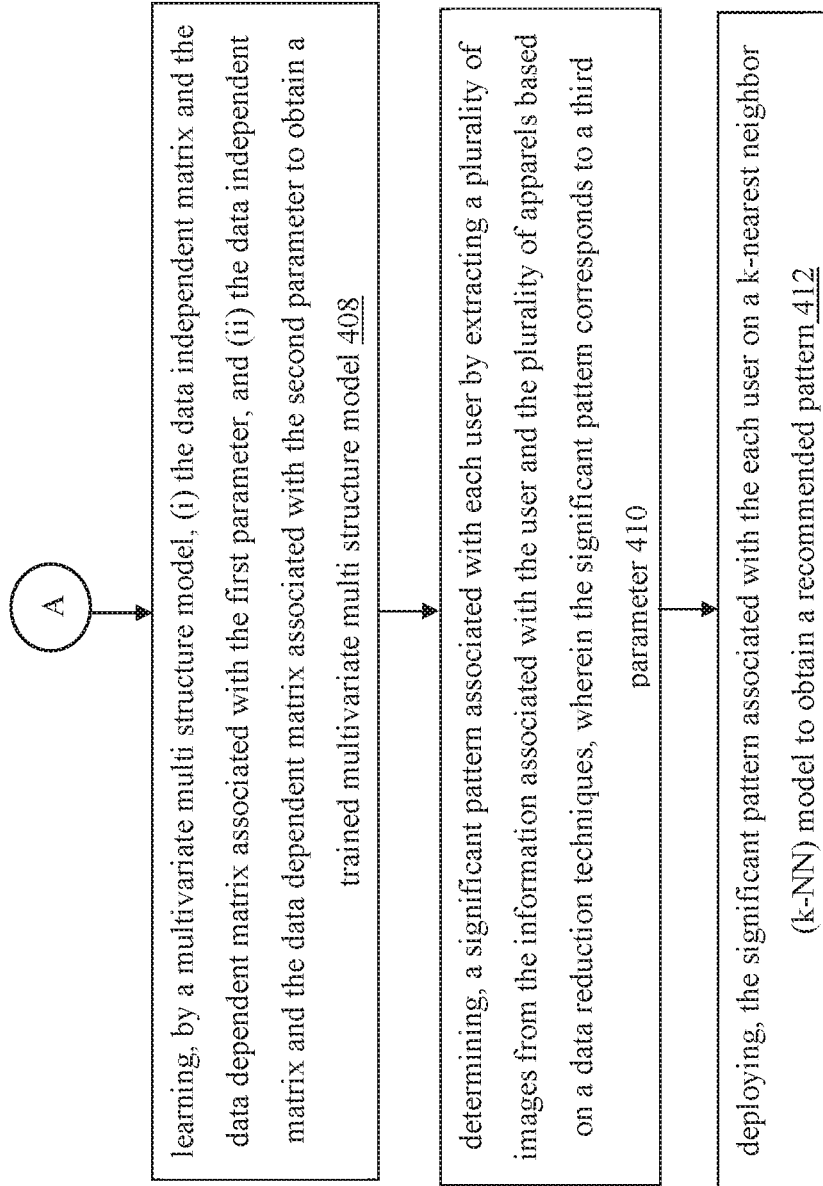 A
learning, by a multivariate multi structure model, (i) the data independent matrix and the
data dependent matrix associated with the first parameter, and (ii) the data independent
matrix and the data dependent matrix associated with the second parameter to obtain a
trained multivariate multi structure model 408
determining, a significant pattern associated with each user by extracting a plurality of
images from the information associated with the user and the plurality of apparels based
on a data reduction techniques, wherein the significant pattern corresponds to a third
parameter 410
deploying, the significant pattern associated with the each user on a k-nearest neighbor
(k-NN) model to obtain a recommended pattern 412